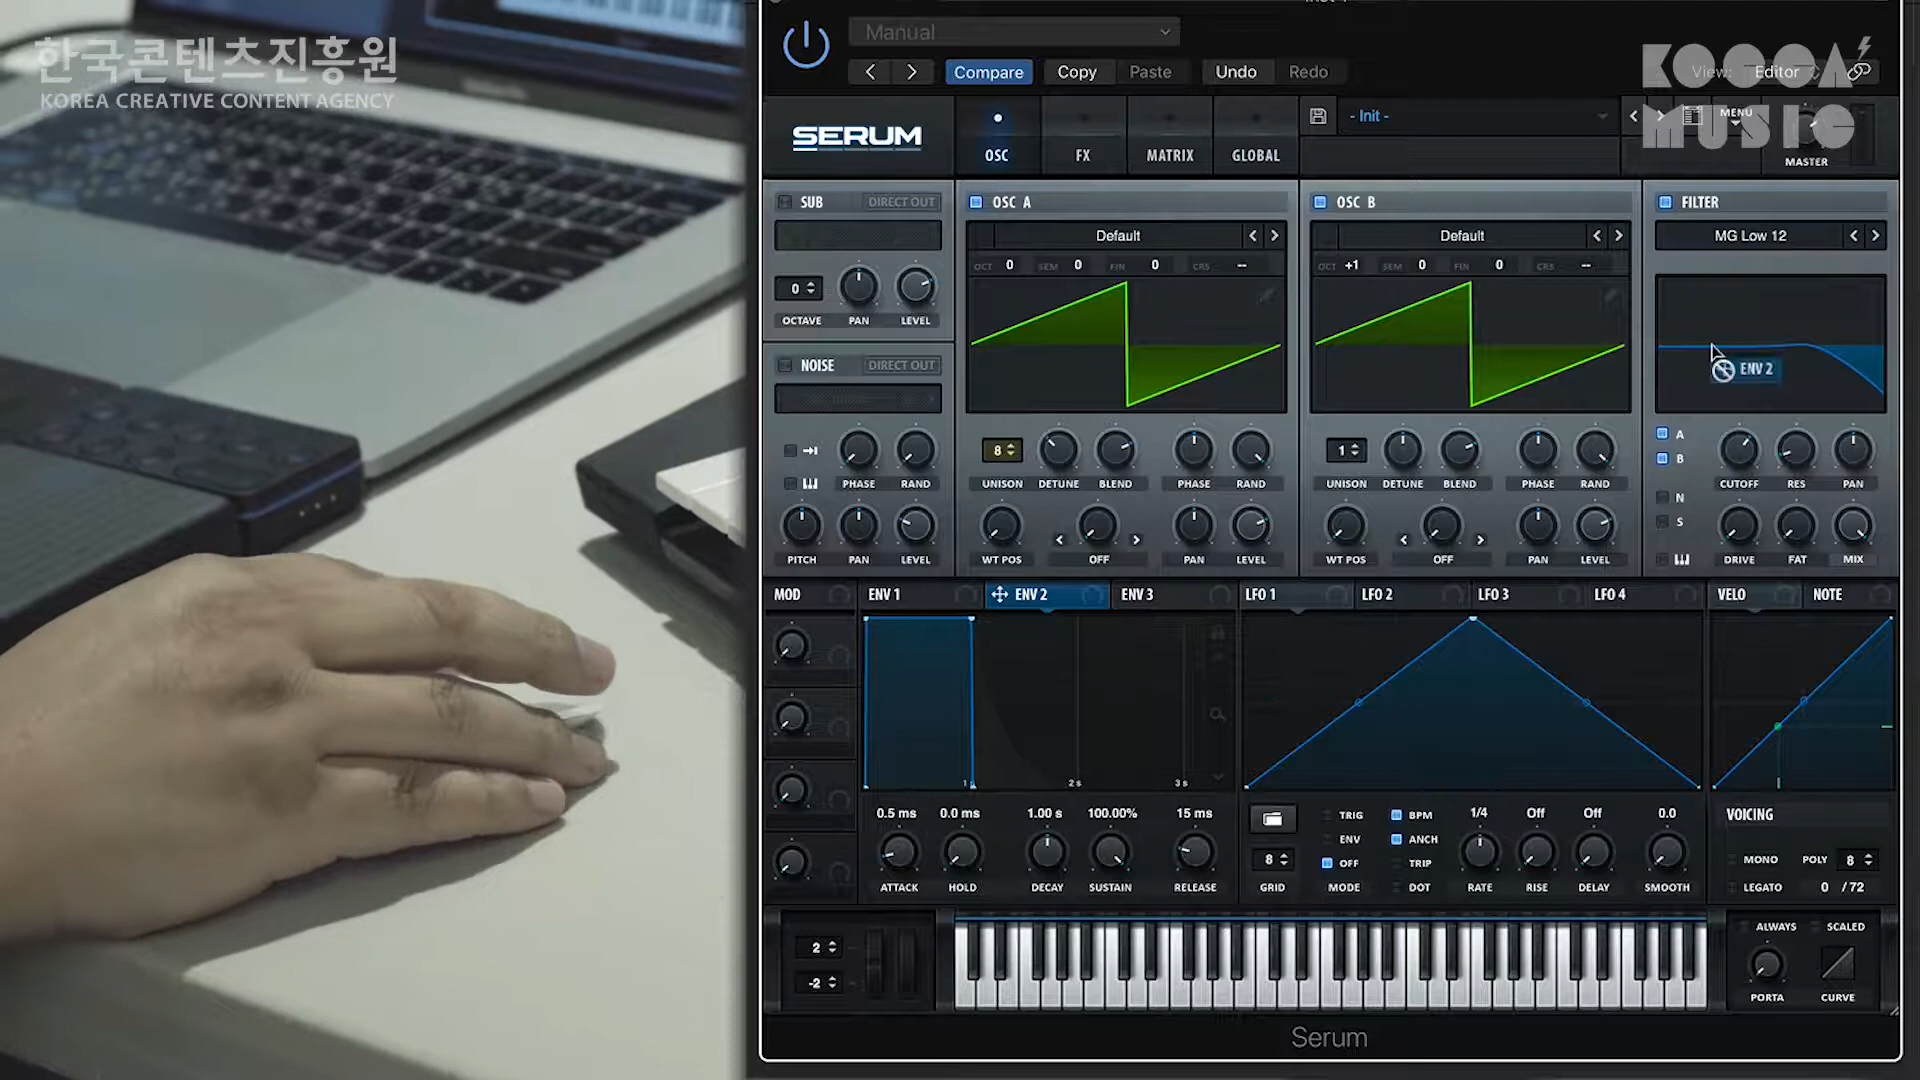 한국콘텐츠진흥원
KOREA CREATIVE CONTENT AGENCY
KOCCA
MUSIC
Manual
Compare
Copy
Paste
Undo
Redo
View:
Editor
SERUM
OSC
FX
MATRIX
GLOBAL
- Init -
MENU
MASTER
SUB
DIRECT OUT
OSC A
OSC B
FILTER
Default
Default
MG Low 12
OCT 0 SEM 0 FIN 0 CRS --
OCT +1 SEM 0 FIN 0 CRS --
0
OCTAVE
PAN
LEVEL
ENV 2
NOISE
DIRECT OUT
8
1
A
B
PHASE
RAND
UNISON
DETUNE
BLEND
PHASE
RAND
UNISON
DETUNE
BLEND
PHASE
RAND
CUTOFF
RES
PAN
N
S
PITCH
PAN
LEVEL
WT POS
OFF
PAN
LEVEL
WT POS
OFF
PAN
LEVEL
DRIVE
FAT
MIX
MOD
ENV 1
ENV 2
ENV 3
LFO 1
LFO 2
LFO 3
LFO 4
VELO
NOTE
2 s
3 s
0.5 ms
0.0 ms
1.00 s
100.00%
15 ms
TRIG
BPM
1/4
Off
Off
0.0
VOICING
ENV
ANCH
8
OFF
TRIP
MONO
POLY
8
ATTACK
HOLD
DECAY
SUSTAIN
RELEASE
GRID
MODE
DOT
RATE
RISE
DELAY
SMOOTH
LEGATO
0 / 72
2
-2
ALWAYS
SCALED
PORTA
CURVE
Serum